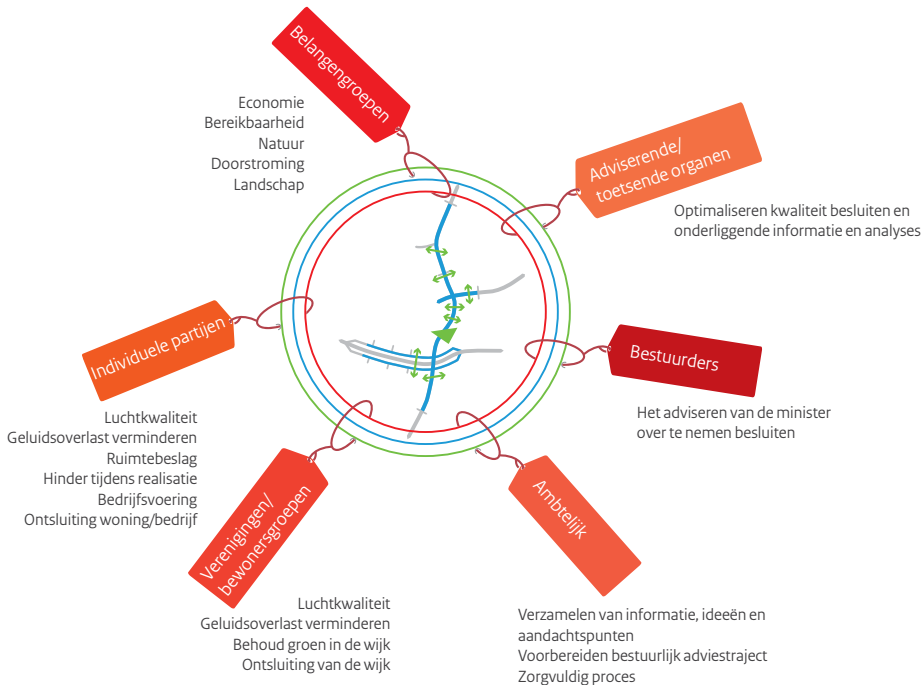 Belangengroepen
Economie
Bereikbaarheid
Natuur
Doorstroming
Landschap
Adviserende/
toetsende organen
Optimaliseren kwaliteit besluiten en
onderliggende informatie en analyses
Individuele partijen
Luchtkwaliteit
Geluidsoverlast verminderen
Ruimtebeslag
Hinder tijdens realisatie
Bedrijfsvoering
Ontsluiting woning/bedrijf
Bestuurders
Het adviseren van de minister
over te nemen besluiten
Verenigingen/
bewonersgroepen
Luchtkwaliteit
Geluidsoverlast verminderen
Behoud groen in de wijk
Ontsluiting van de wijk
Ambtelijk
Verzamelen van informatie, ideeën en
aandachtspunten
Voorbereiden bestuurlijk adviestraject
Zorgvuldig proces